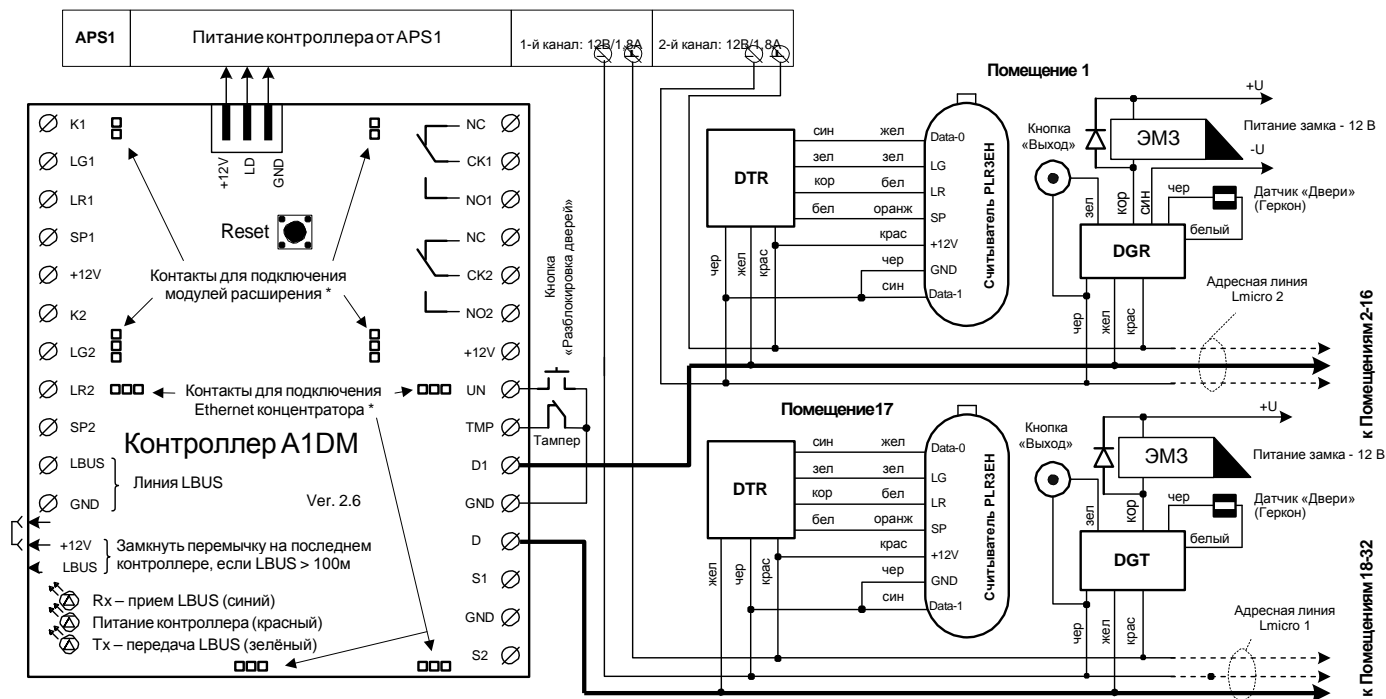 APS1
Питание контроллера от APS1
1-й канал: 12В/1,8А
2-й канал: 12В/1,8А
K1
LG1
LR1
SP1
+12V
K2
LG2
LR2
SP2
LBUS
GND
Линия LBUS
+12V
LD
GND
Reset
Контакты для подключения
модулей расширения *
Контакты для подключения
Ethernet концентратора *
Контроллер A1DM
Ver. 2.6
+12V
LBUS
Замкнуть перемычку на последнем
контроллере, если LBUS > 100м
Rx – прием LBUS (синий)
Питание контроллера (красный)
Tx – передача LBUS (зелёный)
NC
CK1
NO1
NC
CK2
NO2
+12V
UN
TMP
D1
GND
D
S1
GND
S2
Кнопка
«Разблокировка дверей»
Тампер
Помещение 1
DTR
син
жел
зел
зел
кор
бел
бел
оранж
крас
чер
син
чер
жел
крас
Data-0
LG
LR
SP
+12V
GND
Data-1
Считыватель PLR3EH
Кнопка
«Выход»
ЭМЗ
+U
Питание замка - 12 В
-U
зел
кор
син
чер
белый
Датчик «Двери»
(Геркон)
DGR
чер
жел
крас
Адресная линия
Lmicro 2
к Помещениям 2-16
Помещение17
DTR
син
жел
зел
зел
кор
бел
бел
оранж
крас
чер
син
жел
чер
крас
Data-0
LG
LR
SP
+12V
GND
Data-1
Считыватель PLR3EH
Кнопка
«Выход»
ЭМЗ
+U
Питание замка - 12 В
зел
кор
чер
белый
Датчик «Двери»
(Геркон)
DGT
чер
жел
крас
Адресная линия
Lmicro 1
к Помещениям 18-32